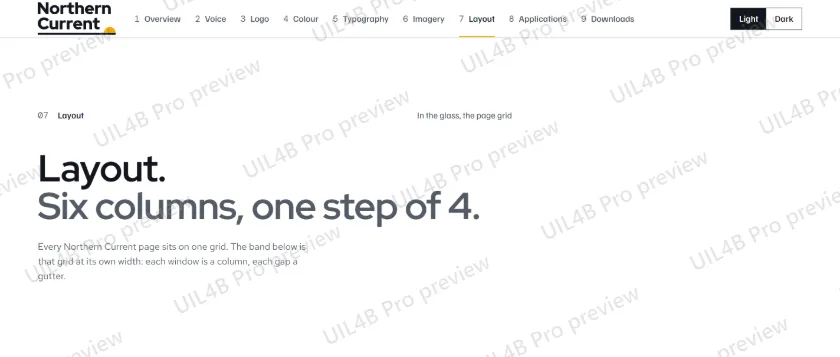 Northern
Current
1 Overview 2 Voice 3 Logo 4 Colour 5 Typography 6 Imagery 7 Layout 8 Applications 9 Downloads Light Dark
07 Layout In the glass, the page grid
Layout.
Six columns, one step of 4.
Every Northern Current page sits on one grid. The band below is
that grid at its own width: each window is a column, each gap a
gutter.
UIL4B Pro preview